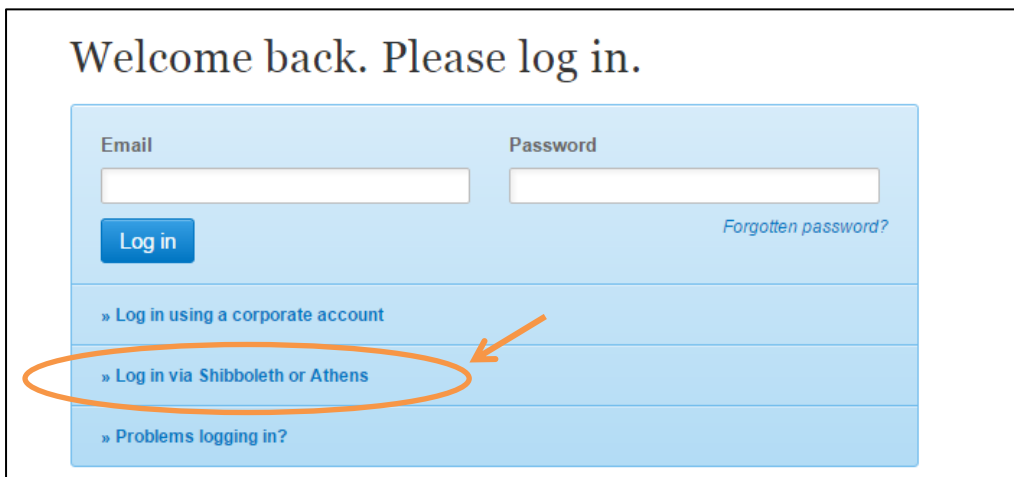 Welcome back. Please log in.
Email
Password
Log in
Forgotten password?
» Log in using a corporate account
» Log in via Shibboleth or Athens
» Problems logging in?